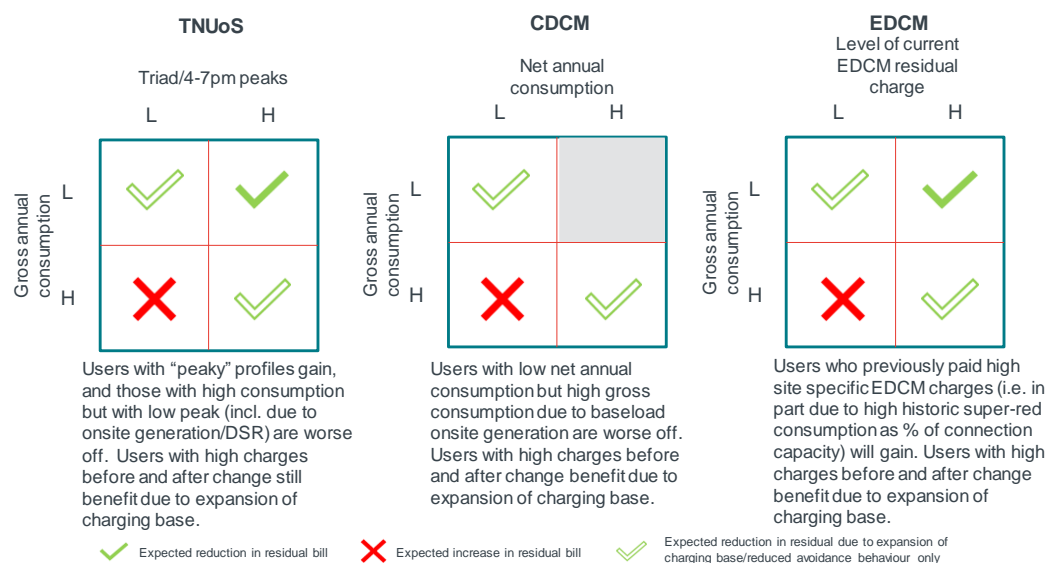 TNUoS
Triad/4-7pm peaks
L
H
Gross annual
consumption
L
H
Users with “peaky” profiles gain,
and those with high consumption
but with low peak (incl. due to
onsite generation/DSR) are worse
off. Users with high charges
before and after change still
benefit due to expansion of
charging base.
CDCM
Net annual
consumption
L
H
Gross annual
consumption
L
H
Users with low net annual
consumption but high gross
consumption due to baseload
onsite generation are worse off.
Users with high charges before
and after change benefit due to
expansion of charging base.
EDCM
Level of current
EDCM residual
charge
L
H
Gross annual
consumption
L
H
Users who previously paid high
site specific EDCM charges (i.e. in
part due to high historic super-red
consumption as % of connection
capacity) will gain. Users with high
charges before and after change
benefit due to expansion of
charging base.
Expected reduction in residual bill
Expected increase in residual bill
Expected reduction in residual due to expansion of
charging base/reduced avoidance behaviour only